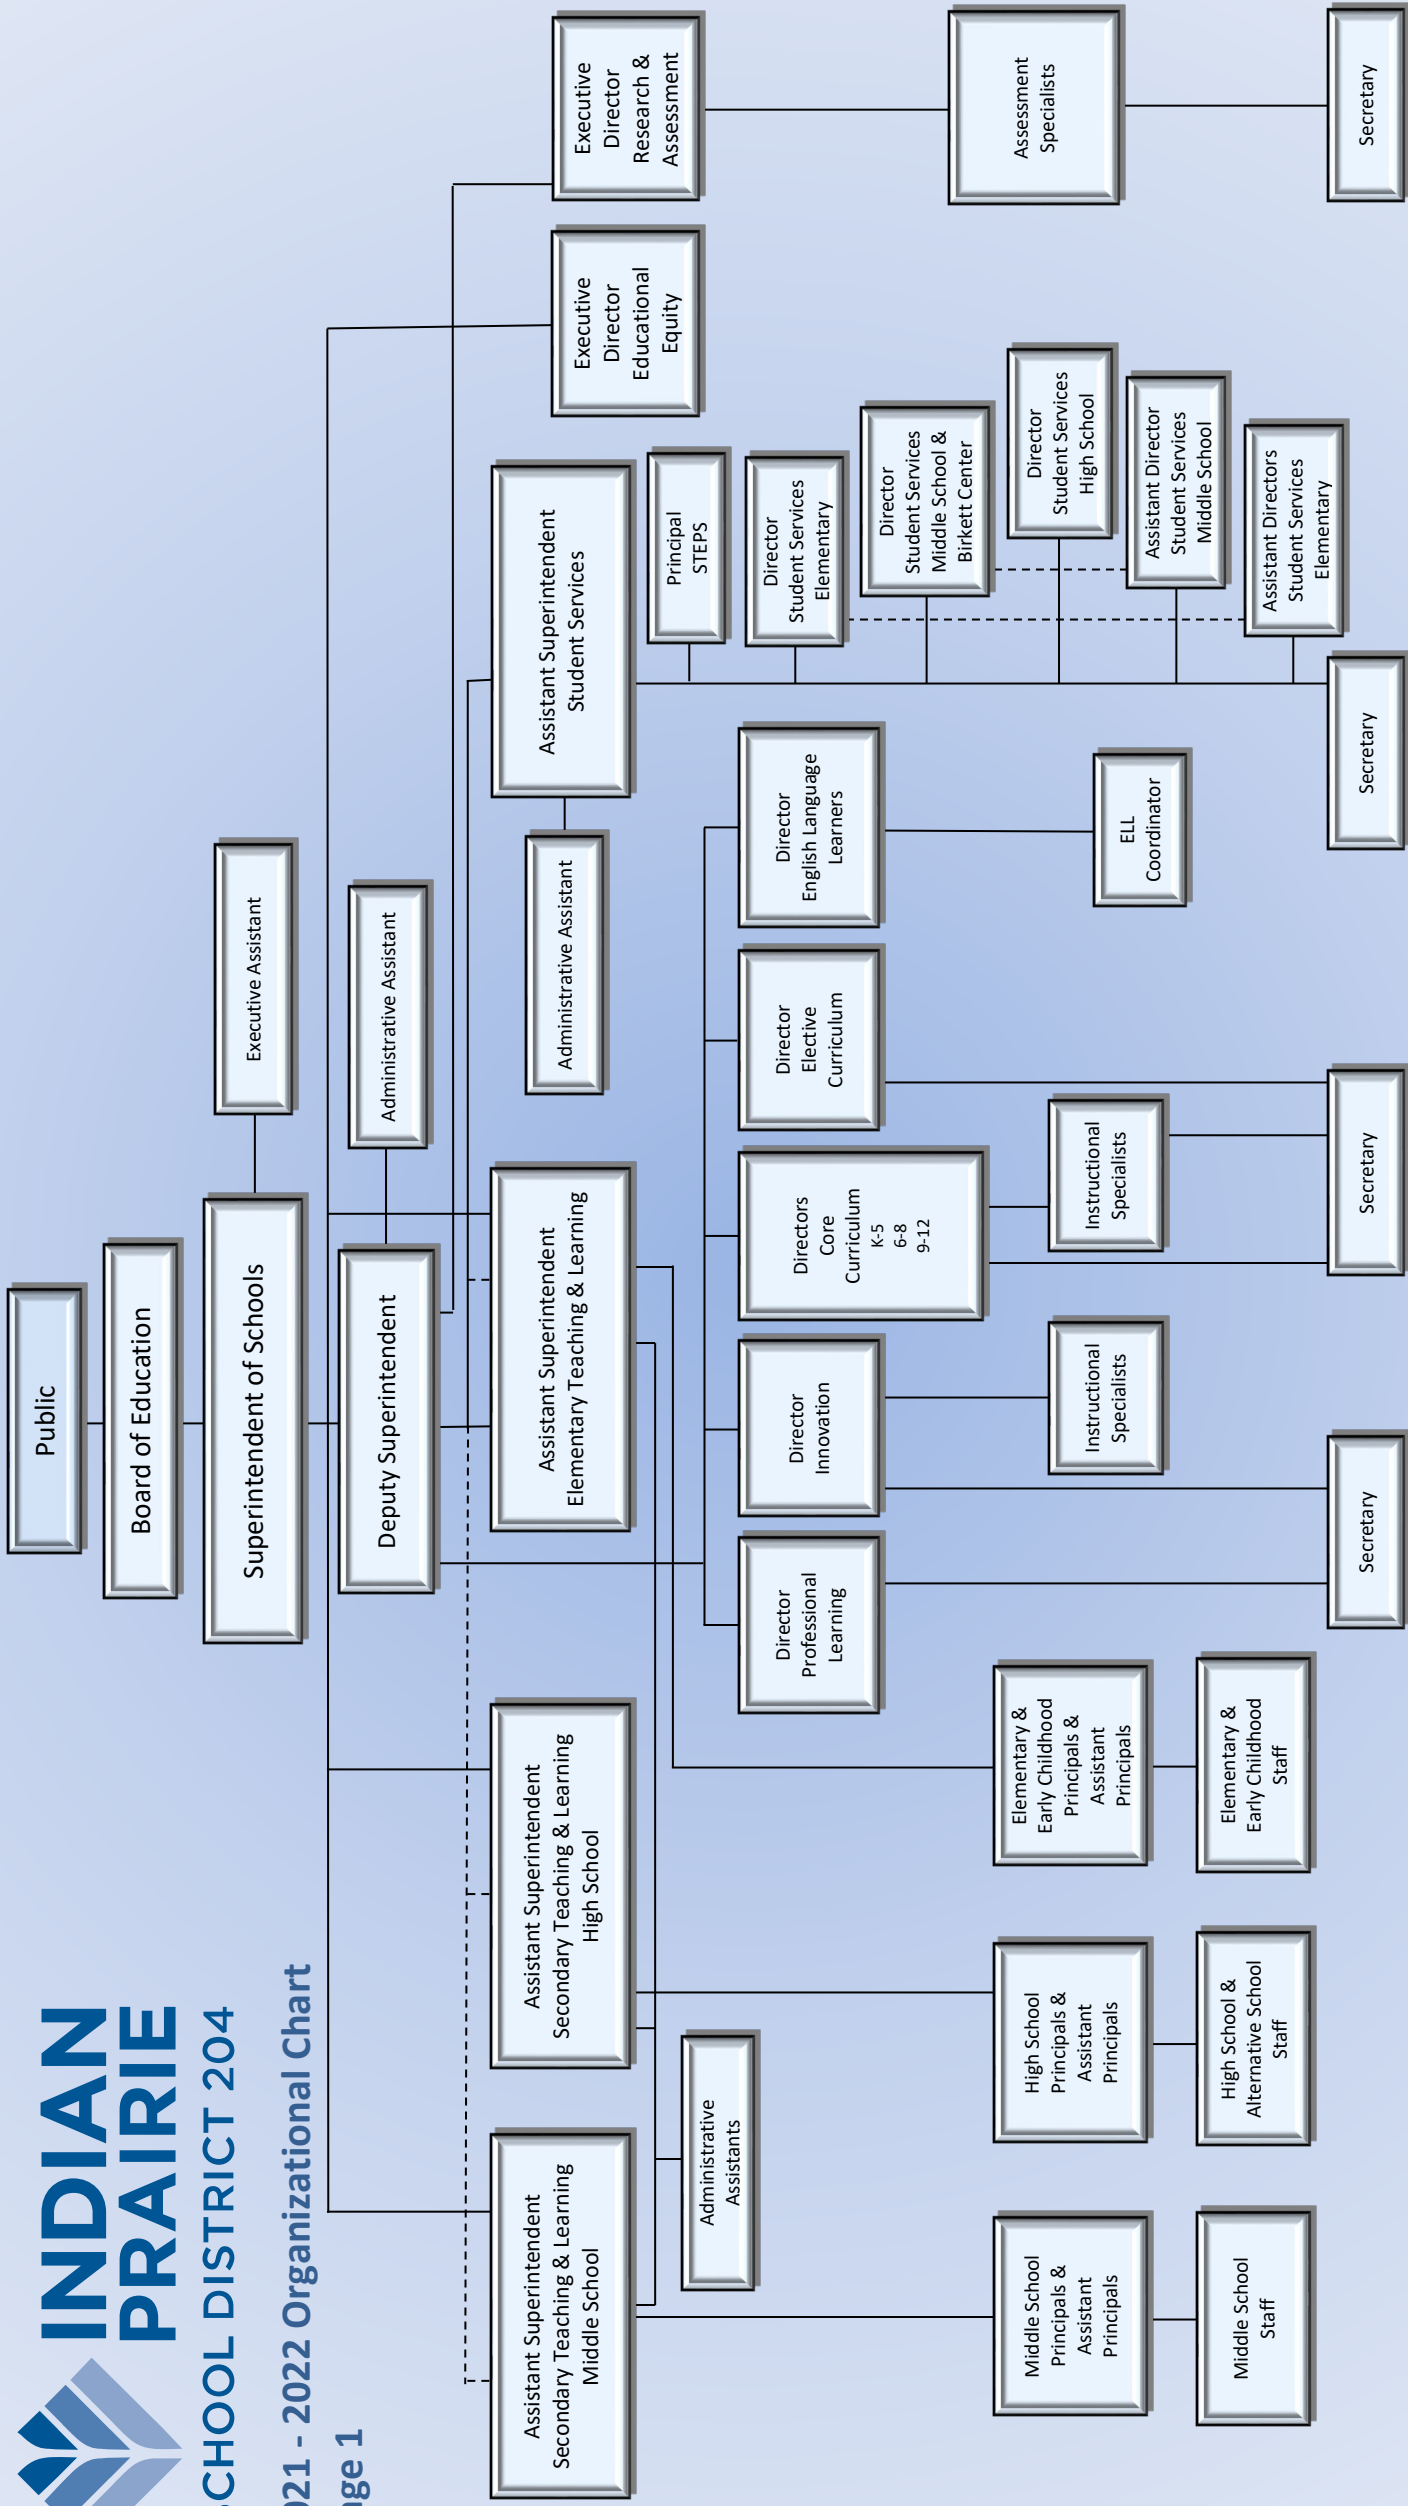 INDIAN
PRAIRIE
SCHOOL DISTRICT 204
2021 - 2022 Organizational Chart
Page 1
Public
Board of Education
Superintendent of Schools
Executive Assistant
Deputy Superintendent
Administrative Assistant
Assistant Superintendent
Secondary Teaching & Learning
Middle School
Assistant Superintendent
Secondary Teaching & Learning
High School
Assistant Superintendent
Elementary Teaching & Learning
Administrative Assistant
Assistant Superintendent
Student Services
Executive
Director
Educational
Equity
Executive
Director
Research &
Assessment
Administrative
Assistants
Principal
STEPS
Director
Professional
Learning
Director
Innovation
Directors
Core
Curriculum
K-5
6-8
9-12
Director
Elective
Curriculum
Director
English Language
Learners
Director
Student Services
Elementary
Director
Student Services
Middle School &
Birkett Center
Director
Student Services
High School
Assistant Director
Student Services
Middle School
Assistant Directors
Student Services
Elementary
Assessment
Specialists
Middle School
Principals &
Assistant
Principals
High School
Principals &
Assistant
Principals
Elementary &
Early Childhood
Principals &
Assistant
Principals
Instructional
Specialists
Instructional
Specialists
ELL
Coordinator
Middle School
Staff
High School &
Alternative School
Staff
Elementary &
Early Childhood
Staff
Secretary
Secretary
Secretary
Secretary